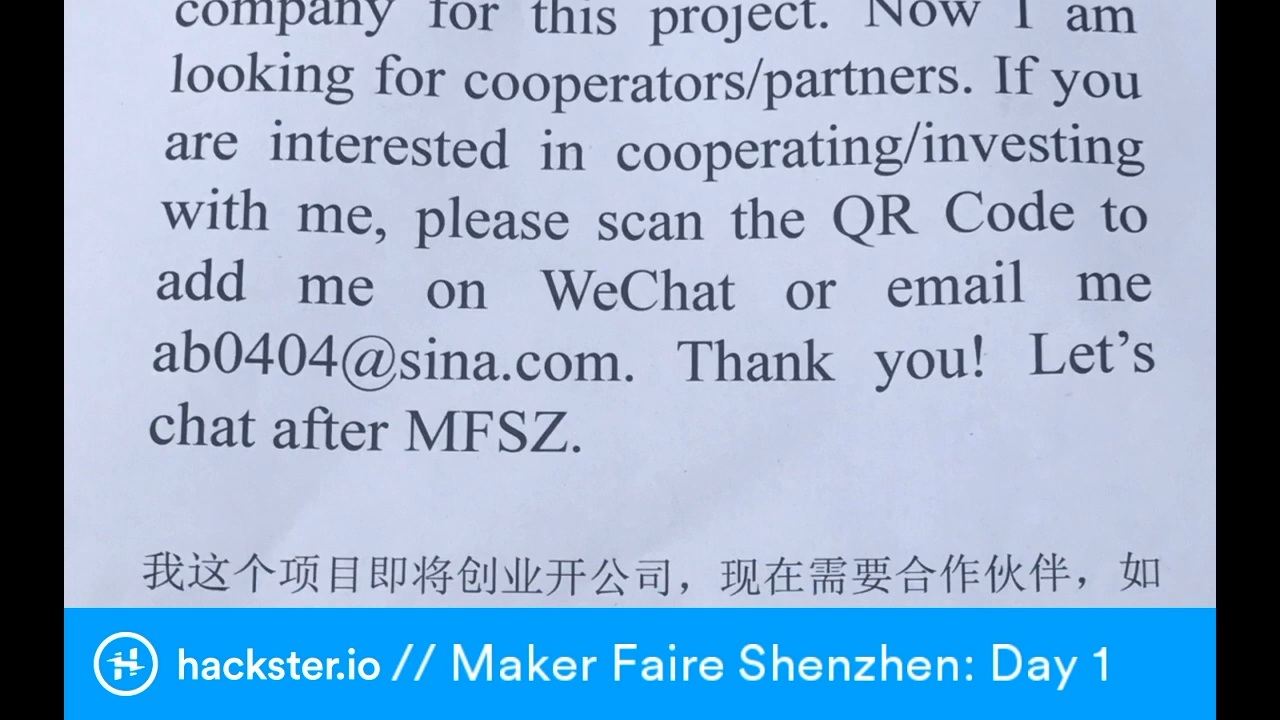 company for this project. Now I am
looking for cooperators/partners. If you
are interested in cooperating/investing
with me, please scan the QR Code to
add me on WeChat or email me
ab0404@sina.com. Thank you! Let’s
chat after MFSZ.
我这个项目即将创业开公司，现在需要合作伙伴，如
hackster.io // Maker Faire Shenzhen: Day 1